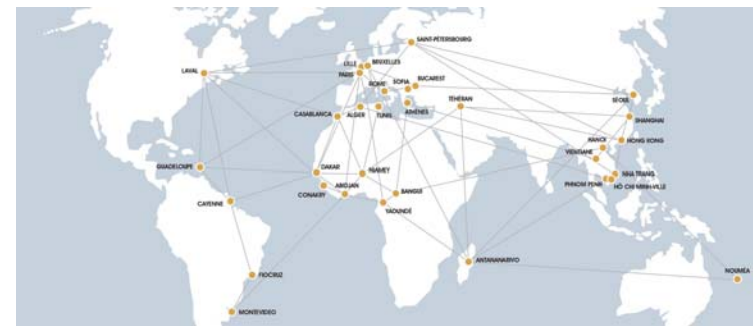 SAINT-PÉTERSBOURG
LILLE
BRUXELLES
LAVAL
PARIS
ROME
SOFIA
BUCAREST
TÉHÉRAN
SÉOUL
CASABLANCA
ALGER
TUNIS
ATHÈNES
SHANGHAI
HANOÏ
HONG KONG
VIENTIANE
GUADELOUPE
DAKAR
NIAMEY
NHA TRANG
PHNOM PENH
HÔ CHI MINH-VILLE
CONAKRY
ABIDJAN
BANGUI
CAYENNE
YAOUNDÉ
ANTANANARIVO
FIOCRUZ
NOUMÉA
MONTEVIDEO